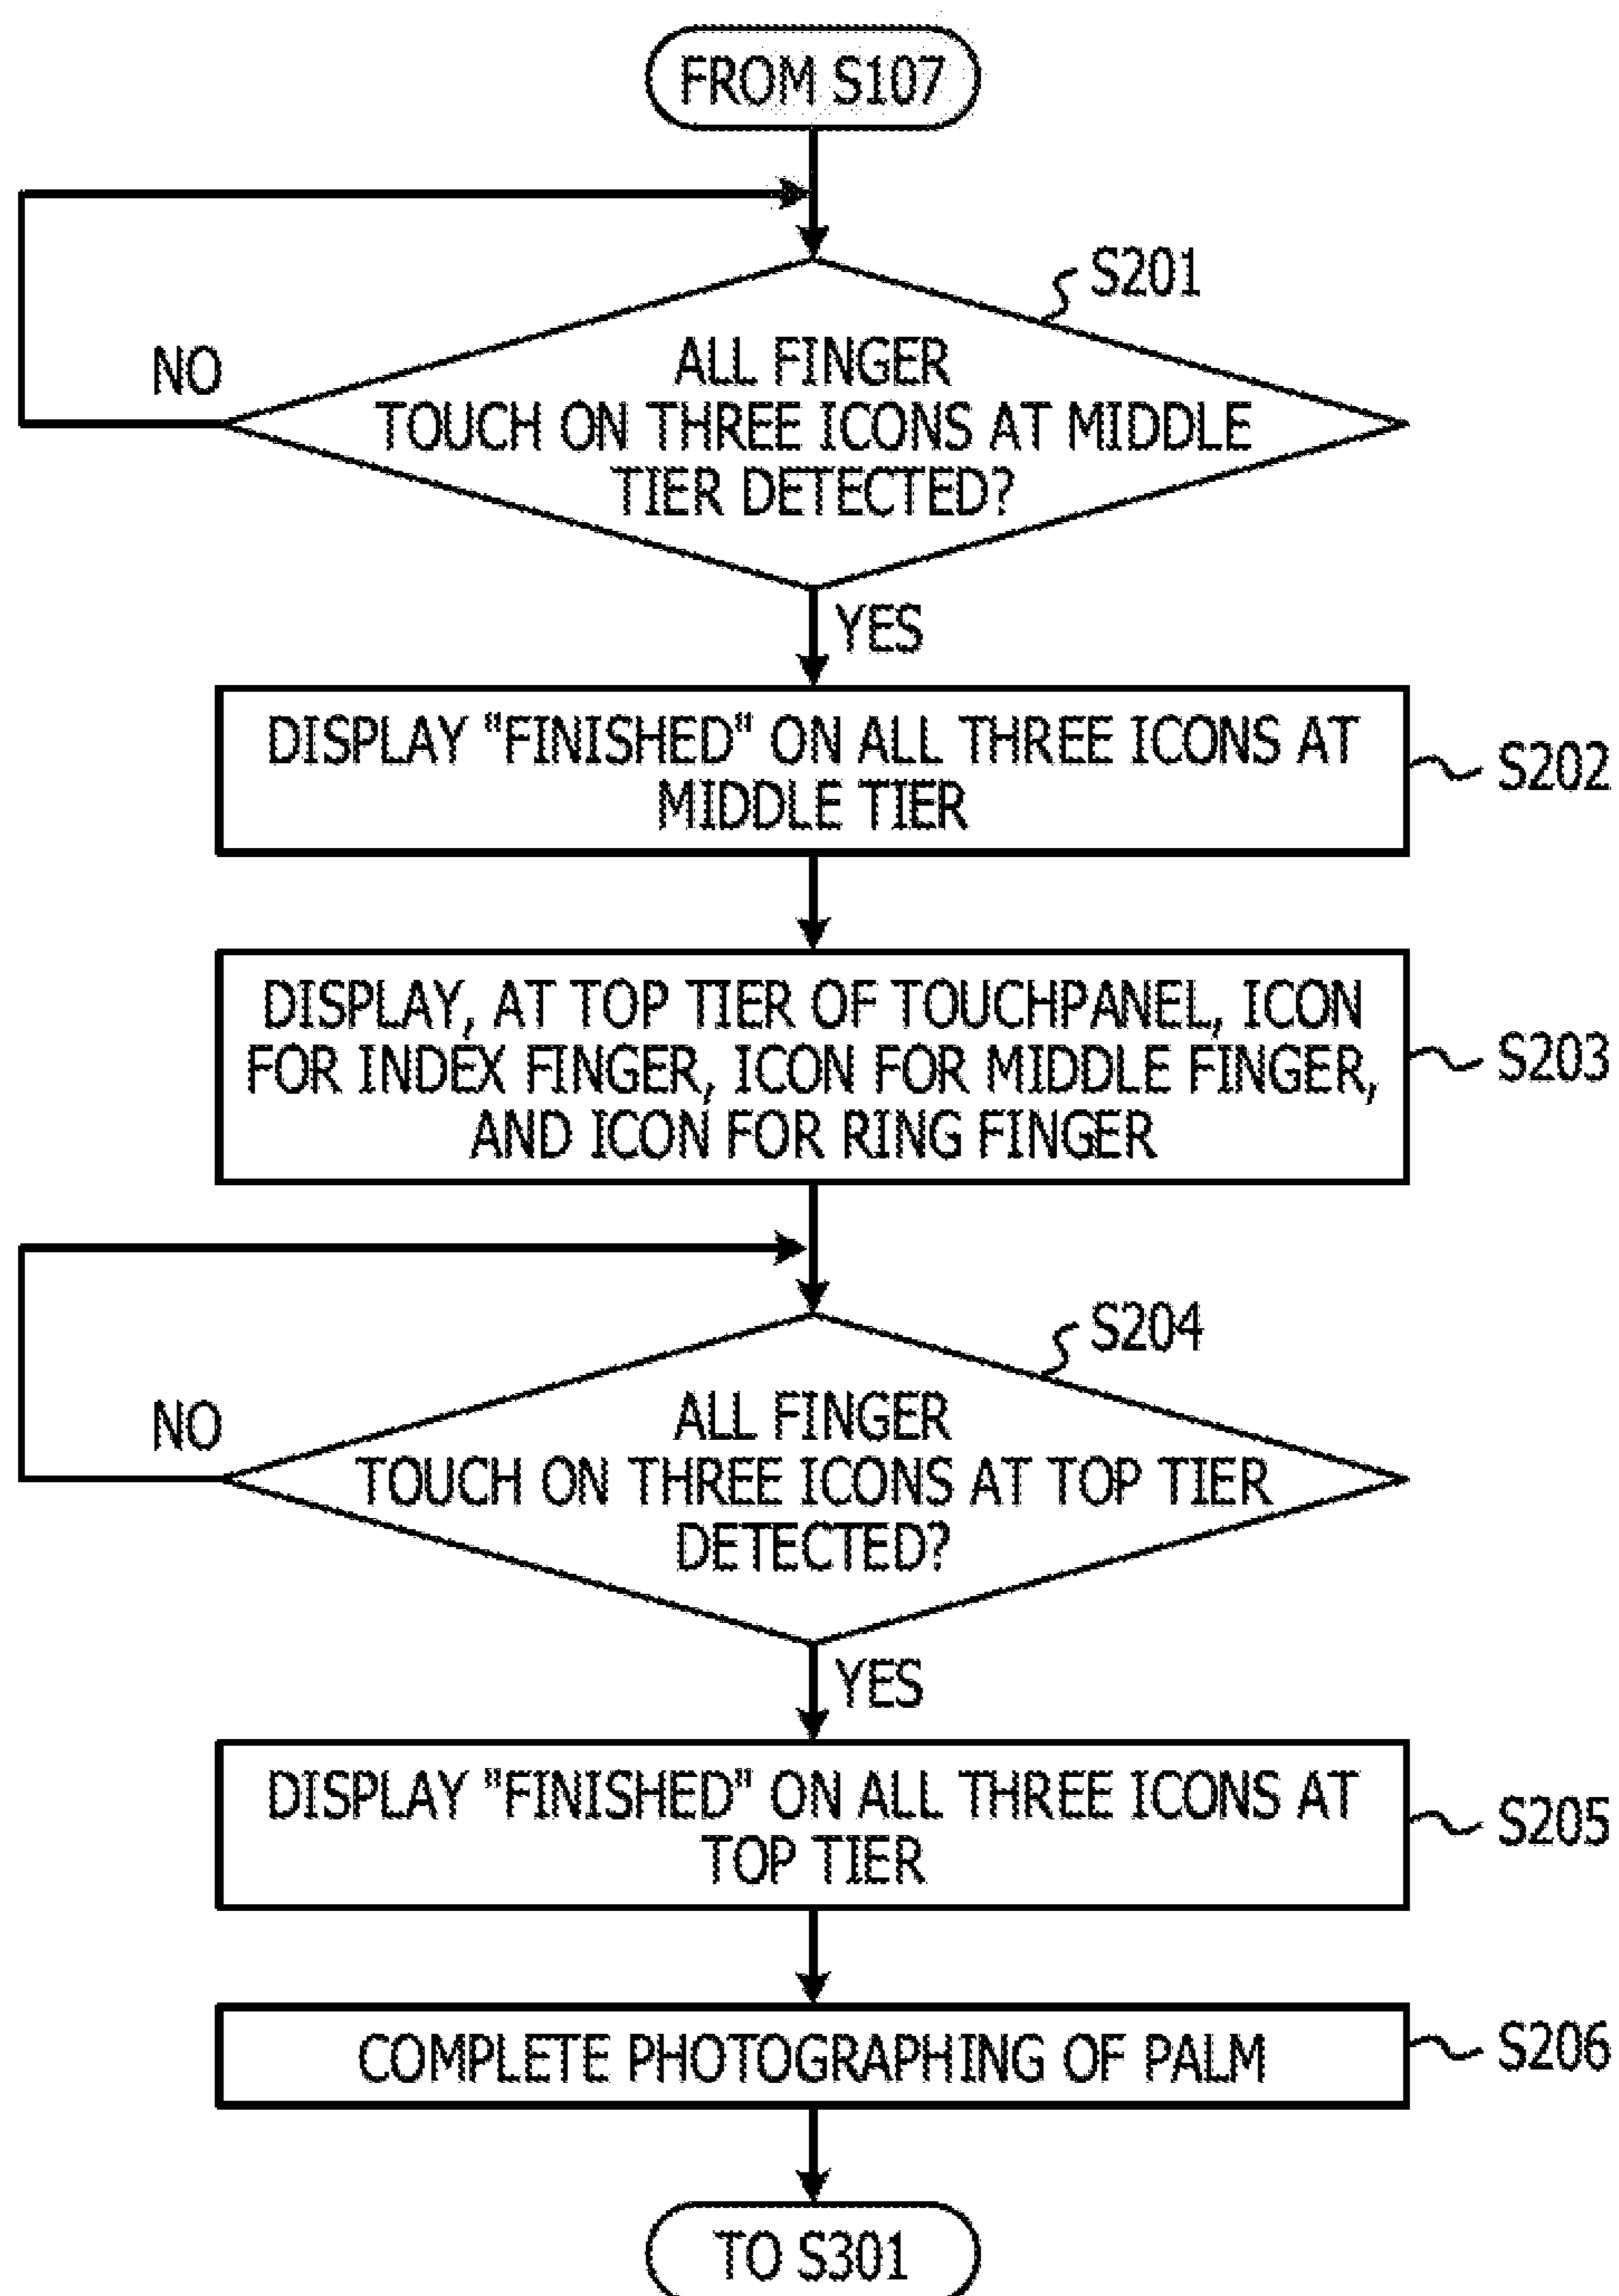 FROM S107
S201
NO
ALL FINGER
TOUCH ON THREE ICONS AT MIDDLE
TIER DETECTED?
YES
DISPLAY "FINISHED" ON ALL THREE ICONS AT
MIDDLE TIER
S202
DISPLAY, AT TOP TIER OF TOUCHPANEL, ICON
FOR INDEX FINGER, ICON FOR MIDDLE FINGER,
AND ICON FOR RING FINGER
S203
S204
NO
ALL FINGER
TOUCH ON THREE ICONS AT TOP TIER
DETECTED?
YES
DISPLAY "FINISHED" ON ALL THREE ICONS AT
TOP TIER
S205
COMPLETE PHOTOGRAPHING OF PALM
S206
TO S301